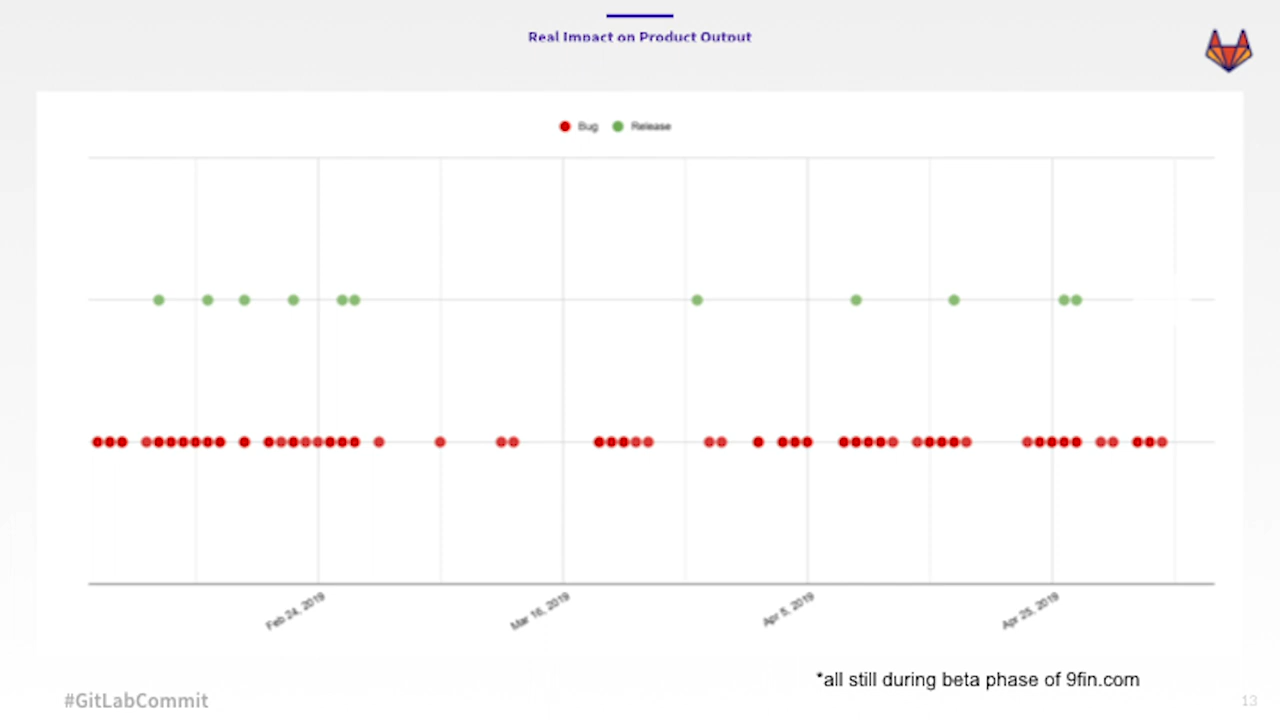 Real Impact on Product Output
Bug Release
Feb 24, 2019
Mar 16, 2019
Apr 5, 2019
Apr 25, 2019
*all still during beta phase of 9fin.com
#GitLabCommit
13